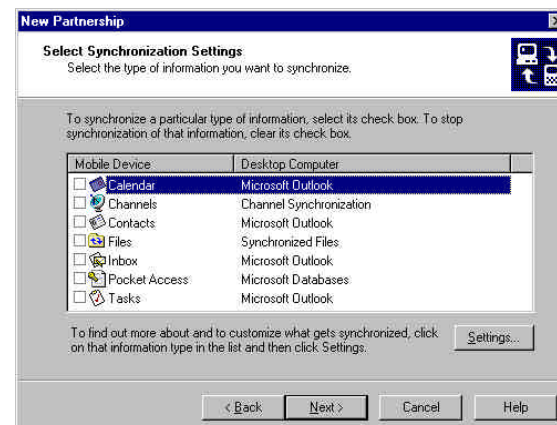 New Partnership
Select Synchronization Settings
Select the type of information you want to synchronize.
To synchronize a particular type of information, select its check box. To stop
synchronization of that information, clear its check box.
Mobile Device Desktop Computer
Calendar Microsoft Outlook
Channels Channel Synchronization
Contacts Microsoft Outlook
Files Synchronized Files
Inbox Microsoft Outlook
Pocket Access Microsoft Databases
Tasks Microsoft Outlook
To find out more about and to customize what gets synchronized, click
on that information type in the list and then click Settings.
Settings...
< Back Next > Cancel Help